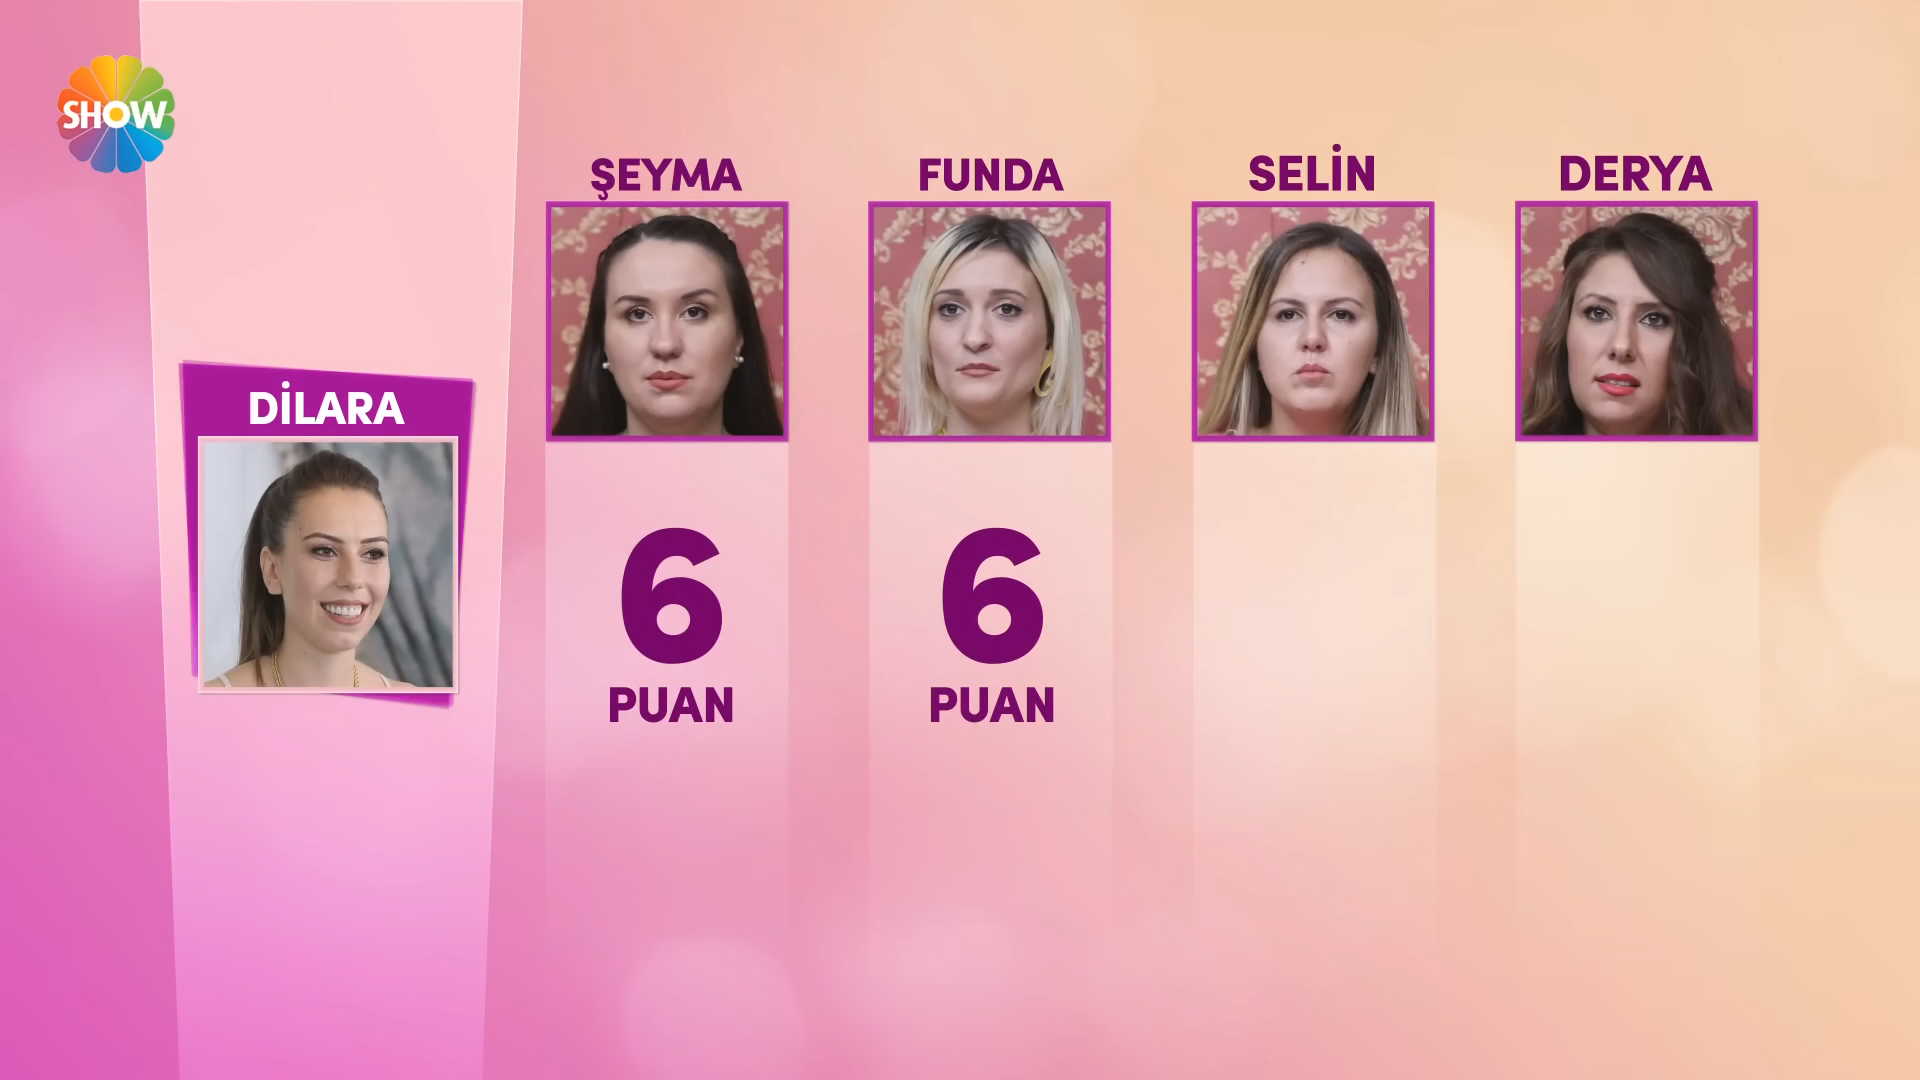 SHOW
DİLARA
ŞEYMA
6
PUAN
FUNDA
6
PUAN
SELİN
DERYA